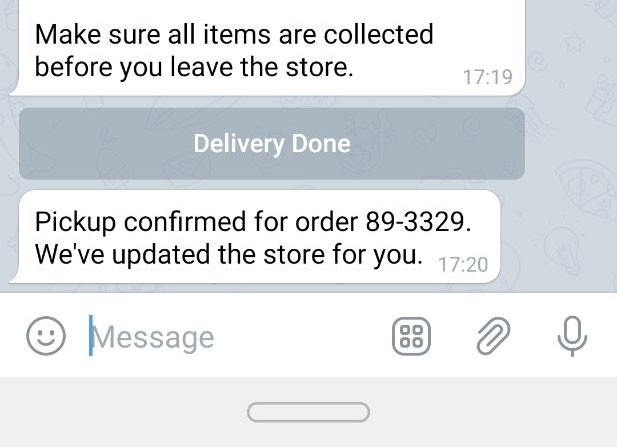 Make sure all items are collected
before you leave the store.
17:19
Delivery Done
Pickup confirmed for order 89-3329.
We've updated the store for you.
17:20
Message